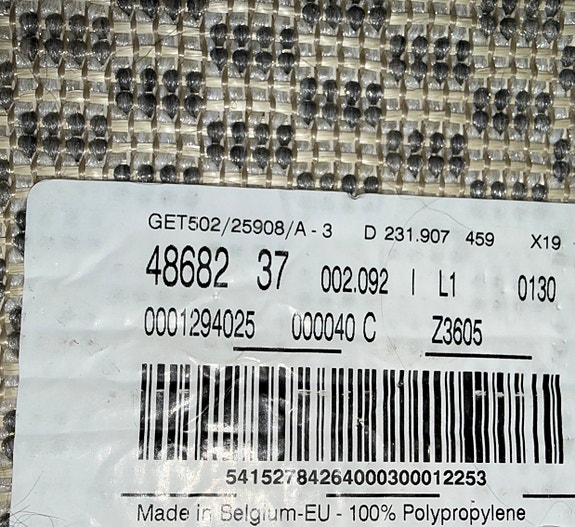 GET502/25908/A - 3 D 231.907 459 X19
48682 37 002.092 I L1 0130
0001294025 000040 C Z3605
54152784264000300012253
Made in Belgium-EU - 100% Polypropylene